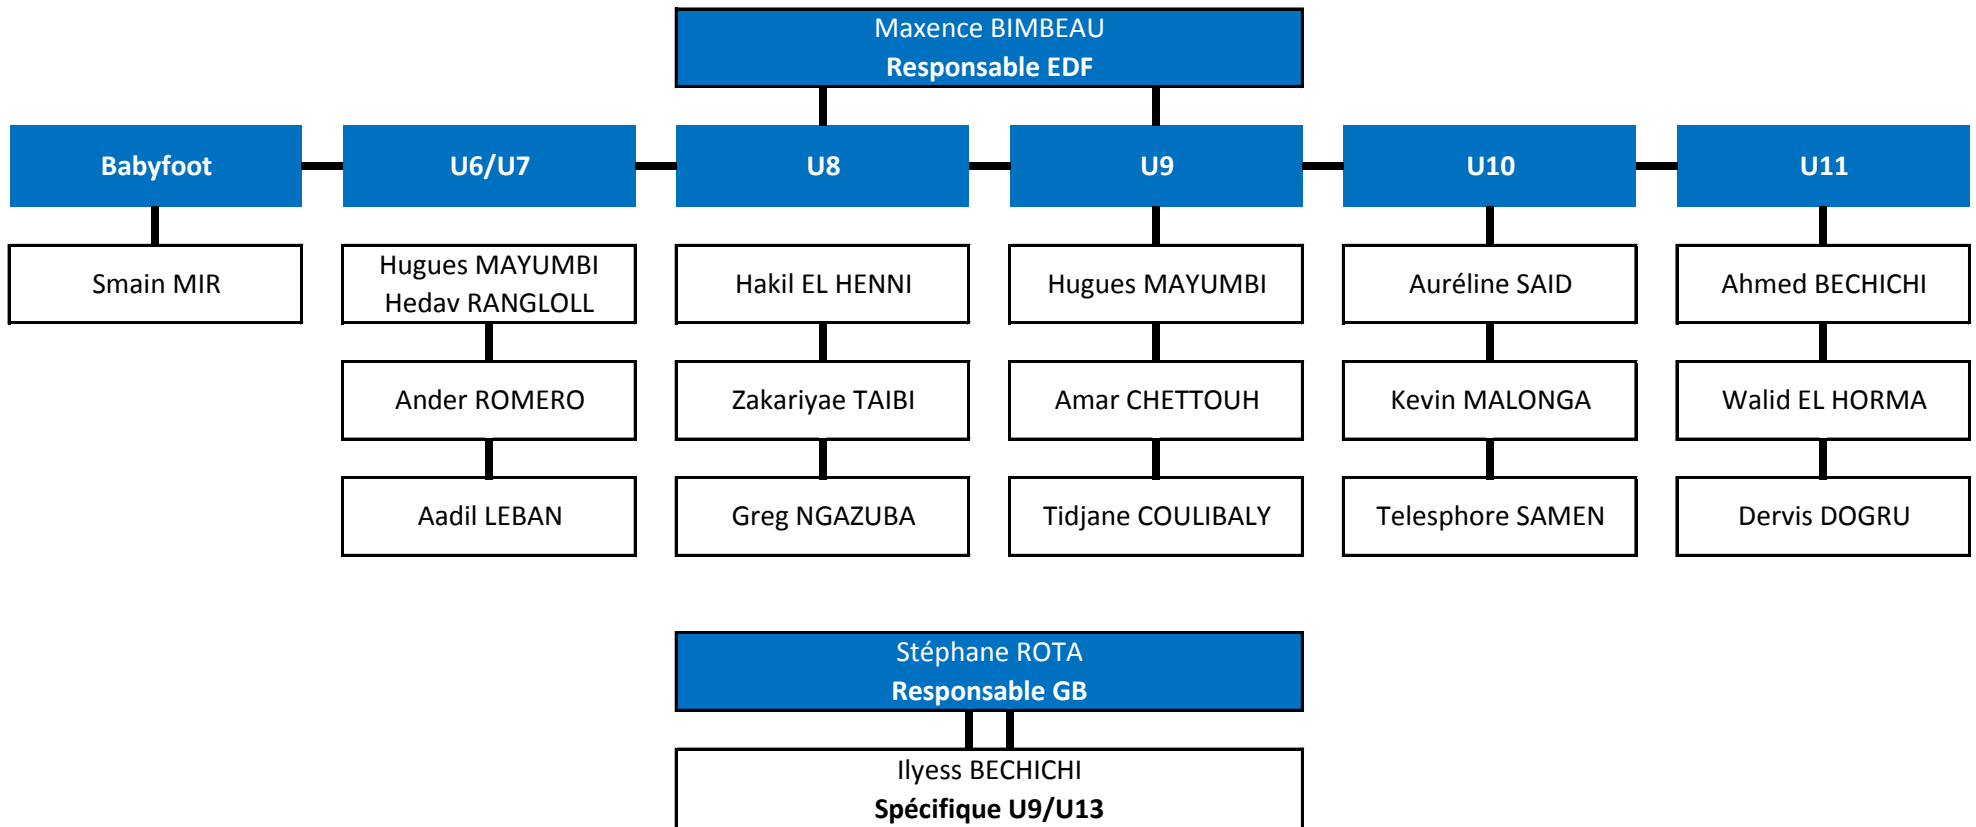 Maxence BIMBEAU
Responsable EDF
Babyfoot
U6/U7
U8
U9
U10
U11
Smain MIR
Hugues MAYUMBI
Hedav RANGLOLL
Hakil EL HENNI
Hugues MAYUMBI
Auréline SAID
Ahmed BECHICHI
Ander ROMERO
Zakariyae TAIBI
Amar CHETTOUH
Kevin MALONGA
Walid EL HORMA
Aadil LEBAN
Greg NGAZUBA
Tidjane COULIBALY
Telesphore SAMEN
Dervis DOGRU
Stéphane ROTA
Responsable GB
Ilyess BECHICHI
Spécifique U9/U13